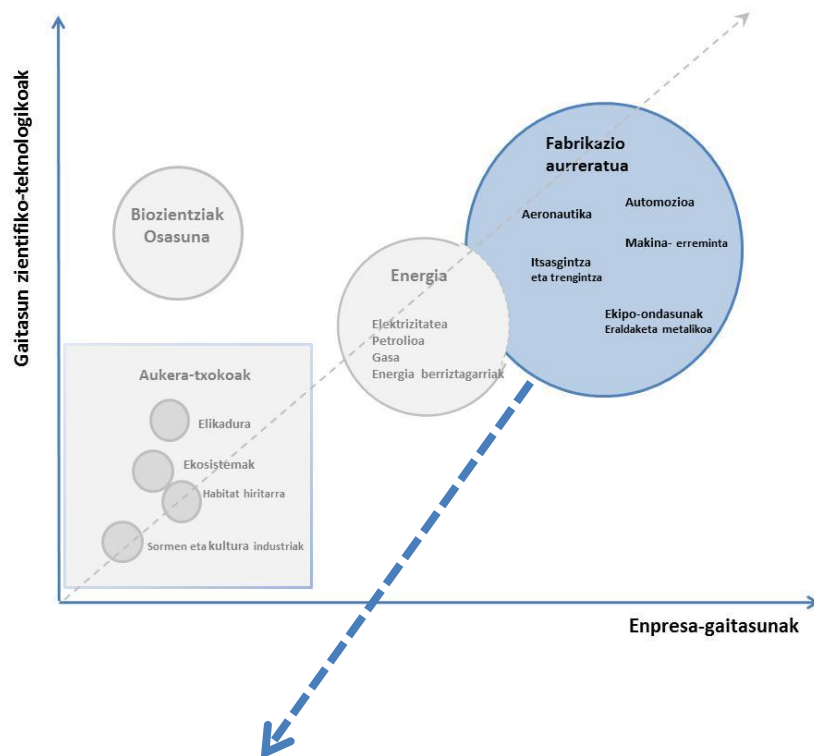 Gaitasun zientifiko-teknologikoak
Fabrikazio
aurreratua
Automozioa
Aeronautika
Makina- erreminta
Itsasgintza
eta trengintza
Ekipo-ondasunak
Eraldaketa metalikoa
Biozientziak
Osasuna
Energia
Elektrizitatea
Petrolioa
Gasa
Energia berriztagarriak
Aukera-txokoak
Elikadura
Ekosistemak
Habitat hiritarra
Sormen eta kultura industriak
Enpresa-gaitasunak